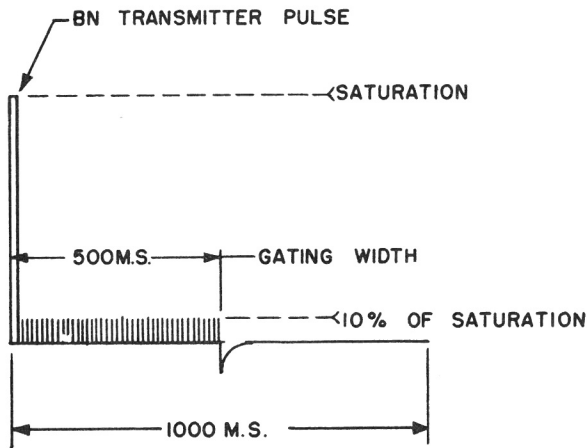 BN TRANSMITTER PULSE
SATURATION
500M.S.
GATING WIDTH
10% OF SATURATION
1000 M.S.